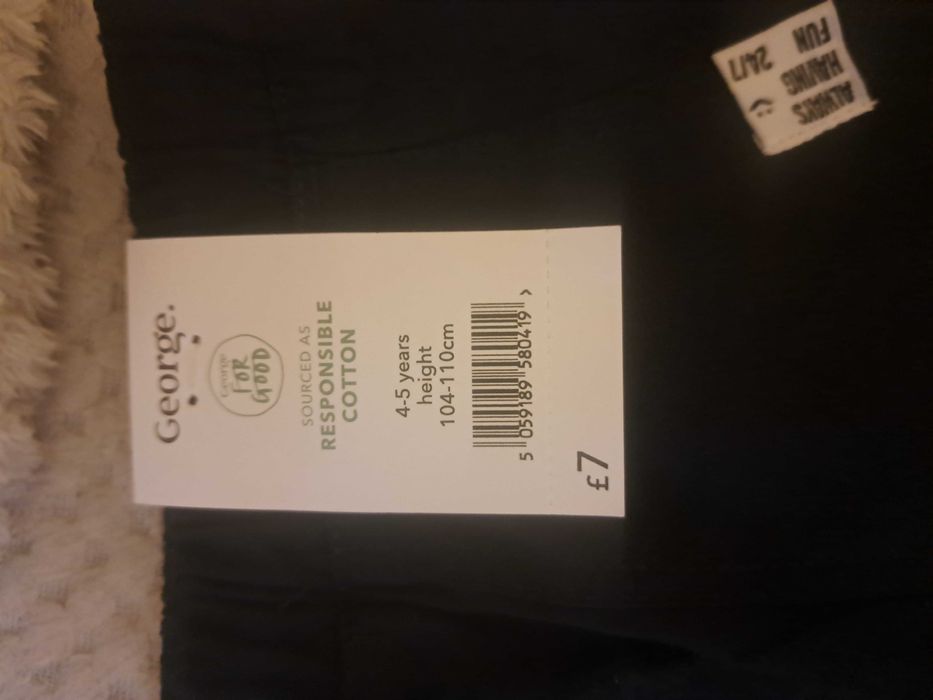 George.
George
FOR
GOOD
SOURCED AS
RESPONSIBLE
COTTON
4-5 years
height
104-110cm
5 059189 580419 >
£7
ALWAYS
HAVING
FUN
24/7